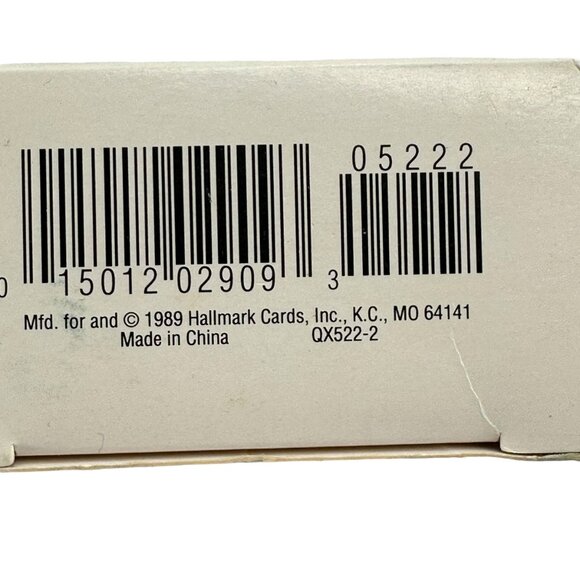 05222
0 15012 02909 3
Mfd. for and © 1989 Hallmark Cards, Inc., K.C., MO 64141
Made in China QX522-2